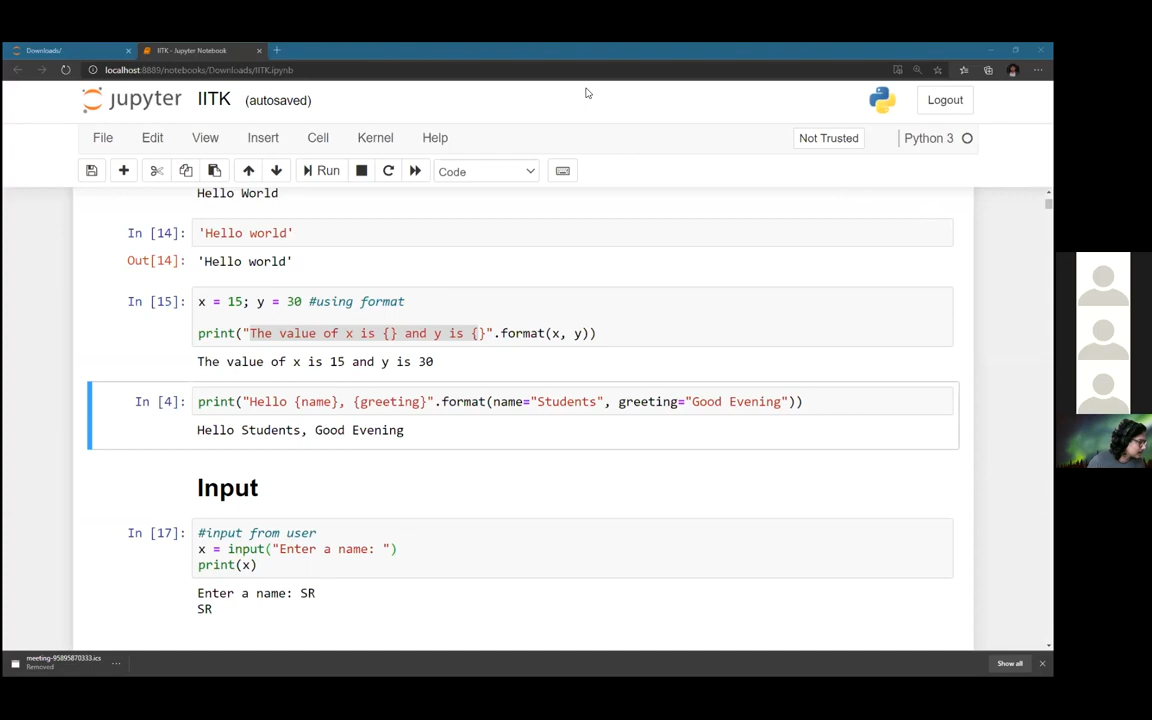 Downloads/
IITK - Jupyter Notebook
localhost:8889/notebooks/Downloads/IITK.ipynb
jupyter IITK (autosaved)
Logout
File Edit View Insert Cell Kernel Help
Not Trusted
Python 3
Run
Code
Hello World
In [14]: 'Hello world'
Out[14]: 'Hello world'
In [15]: x = 15; y = 30 #using format
print("The value of x is {} and y is {}".format(x, y))
The value of x is 15 and y is 30
In [4]: print("Hello {name}, {greeting}".format(name="Students", greeting="Good Evening"))
Hello Students, Good Evening
Input
In [17]: #input from user
x = input("Enter a name: ")
print(x)
Enter a name: SR
SR
meeting-95895870333.ics
Removed
Show all